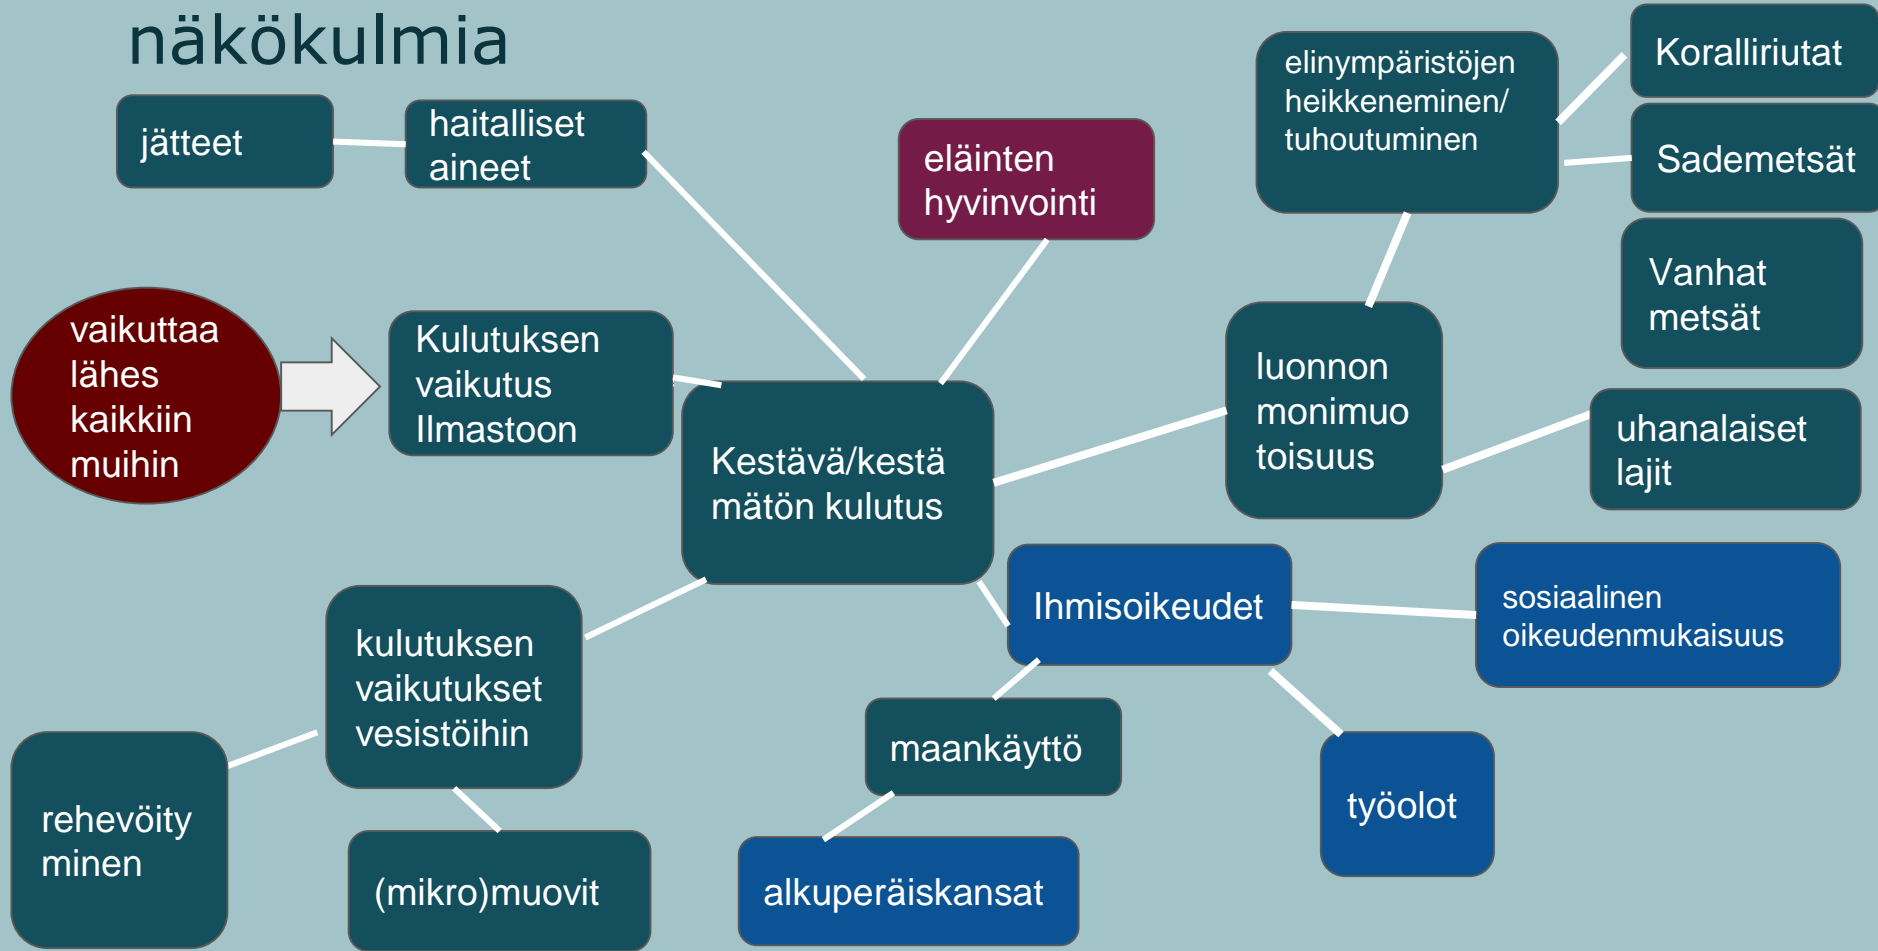 näkökulmia
jätteet
haitalliset
aineet
eläinten
hyvinvointi
elinympäristöjen
heikkeneminen/
tuhoutuminen
Koralliriutat
Sademetsät
Vanhat
metsät
vaikuttaa
lähes
kaikkiin
muihin
Kulutuksen
vaikutus
Ilmastoon
Kestävä/kestä
mätön kulutus
luonnon
monimuo
toisuus
uhanalaiset
lajit
kulutuksen
vaikutukset
vesistöihin
Ihmisoikeudet
sosiaalinen
oikeudenmukaisuus
rehevöity
minen
(mikro)muovit
maankäyttö
alkuperäiskansat
työolot